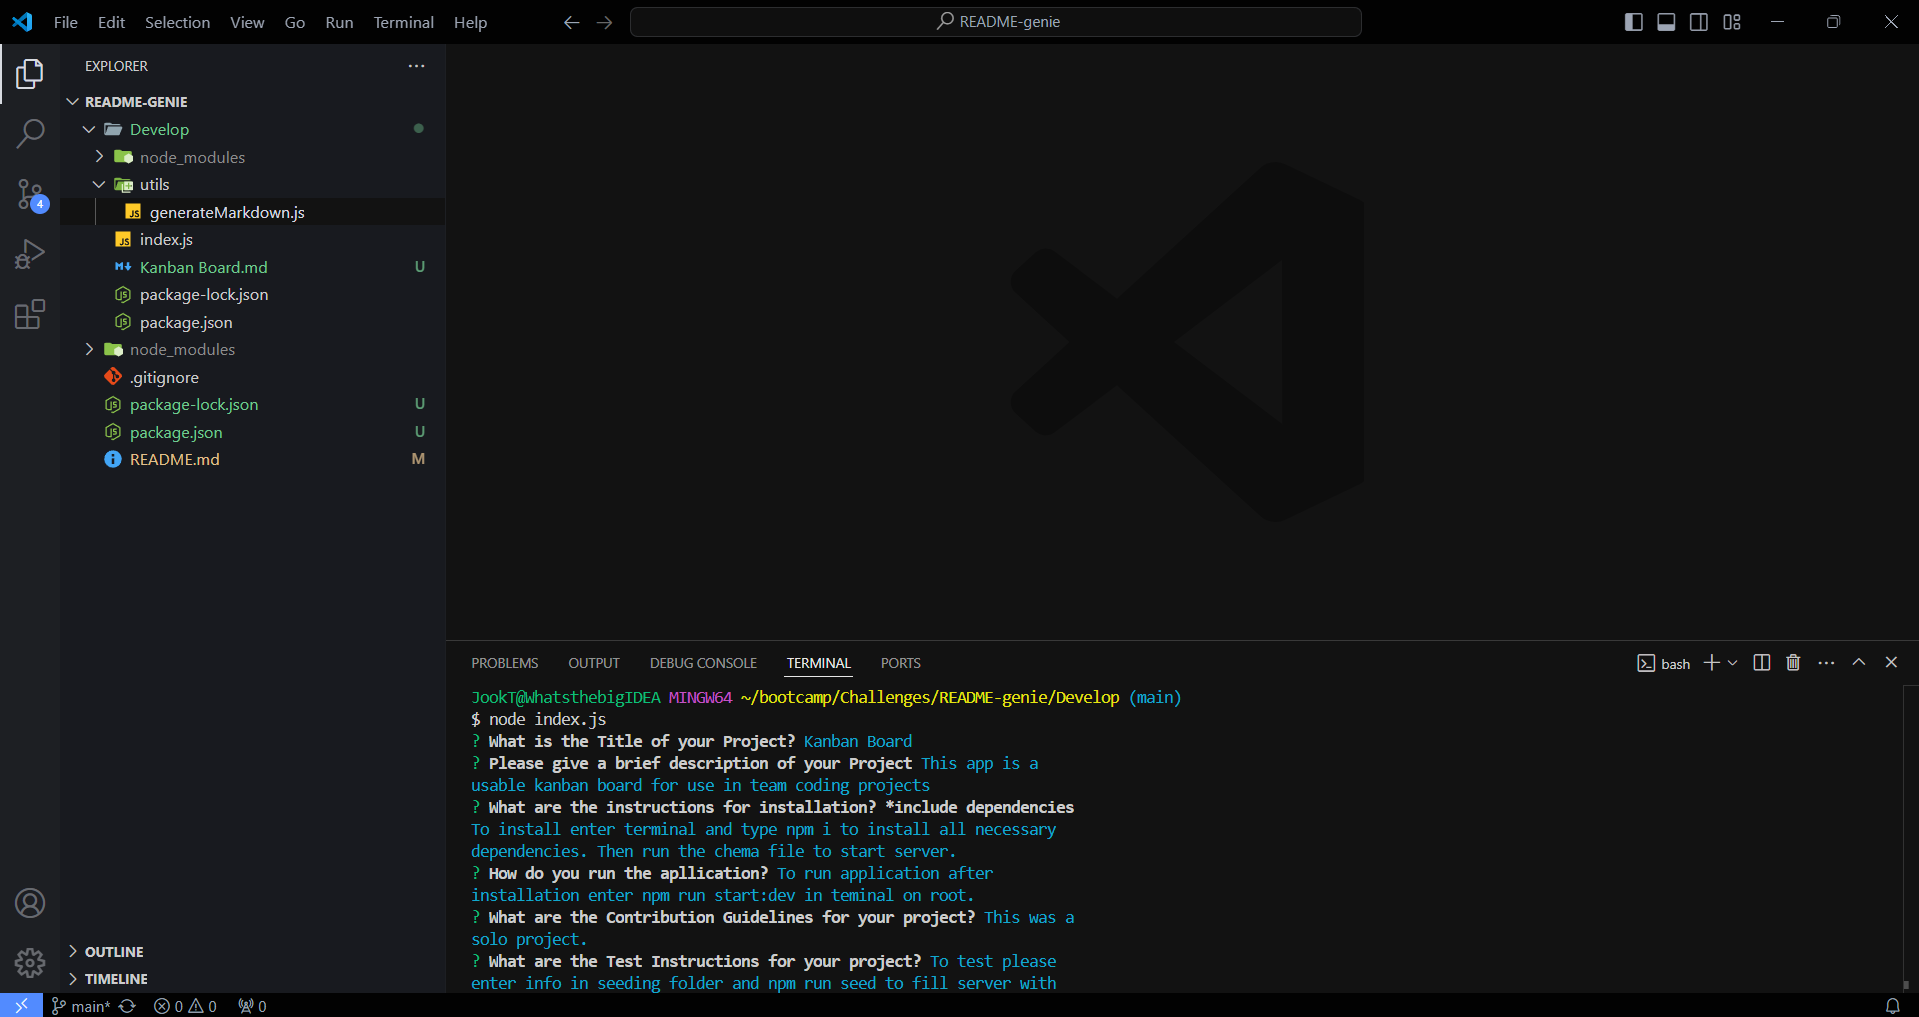 File Edit Selection View Go Run Terminal Help
README-genie
EXPLORER
README-GENIE
Develop
node_modules
utils
JS generateMarkdown.js
JS index.js
Kanban Board.md U
package-lock.json
package.json
node_modules
.gitignore
package-lock.json U
package.json U
README.md M
4
OUTLINE
TIMELINE
PROBLEMS OUTPUT DEBUG CONSOLE TERMINAL PORTS
bash
JookT@WhatsthebigIDEA MINGW64 ~/bootcamp/Challenges/README-genie/Develop (main)
$ node index.js
? What is the Title of your Project? Kanban Board
? Please give a brief description of your Project This app is a
usable kanban board for use in team coding projects
? What are the instructions for installation? *include dependencies
To install enter terminal and type npm i to install all necessary
dependencies. Then run the chema file to start server.
? How do you run the apllication? To run application after
installation enter npm run start:dev in teminal on root.
? What are the Contribution Guidelines for your project? This was a
solo project.
? What are the Test Instructions for your project? To test please
enter info in seeding folder and npm run seed to fill server with
main* 0 0 0